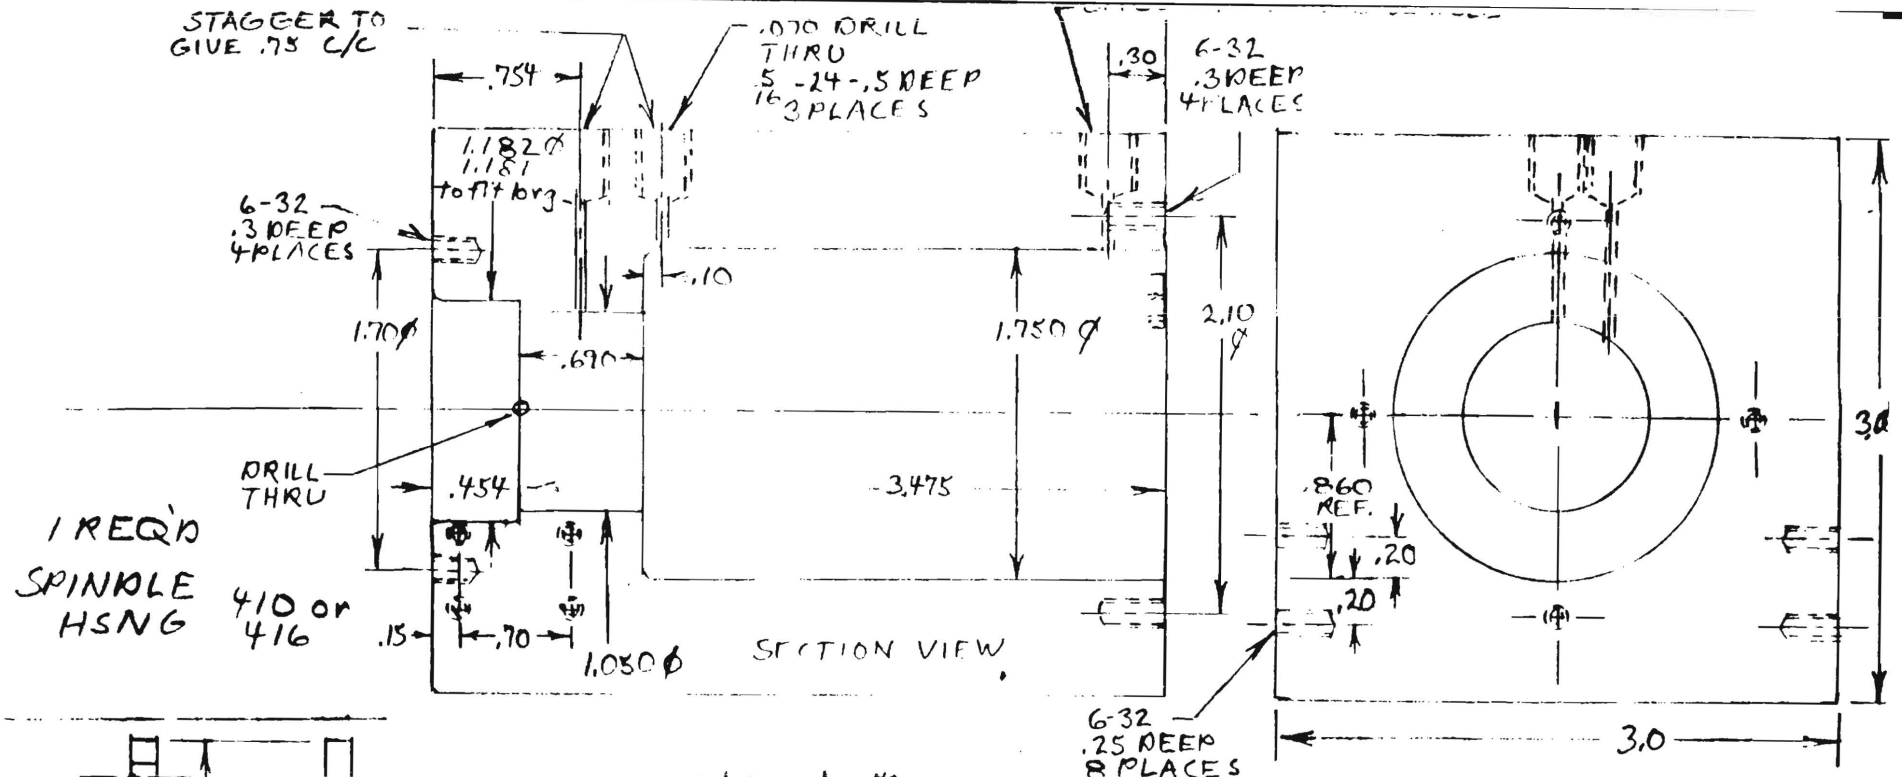 STAGGER TO
GIVE .75 C/C
.754
.070 DRILL
THRU
5/16 -24-.5 DEEP
3 PLACES
.30
6-32
.3 DEEP
4 PLACES
1.182 Ø
1.181
to fit brg
6-32
.3 DEEP
4 PLACES
.10
1.70 Ø
.690
1.750 Ø
2.10
Ø
3.0
DRILL
THRU
.454
3.475
.860
REF.
.20
.20
1 REQ'D
SPINDLE
HSNG
410 or
416
.15
.70
1.050 Ø
SECTION VIEW
6-32
.25 DEEP
8 PLACES
3.0